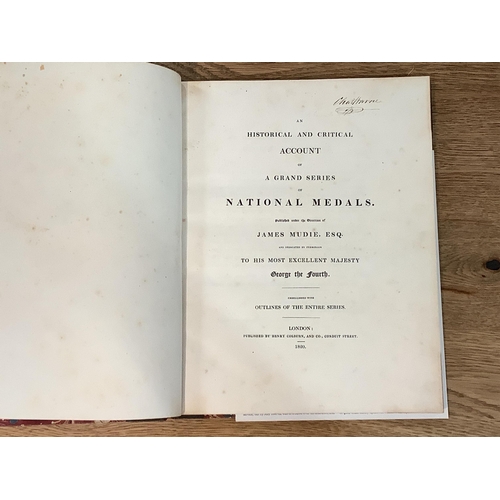 AN
HISTORICAL AND CRITICAL
ACCOUNT
OF
A GRAND SERIES
OF
NATIONAL MEDALS.
Published under the Direction of
JAMES MUDIE, ESQ.
AND DEDICATED BY PERMISSION
TO HIS MOST EXCELLENT MAJESTY
George the Fourth.
EMBELLISHED WITH
OUTLINES OF THE ENTIRE SERIES.
LONDON:
PUBLISHED BY HENRY COLBURN, AND CO., CONDUIT STREET.
1820.